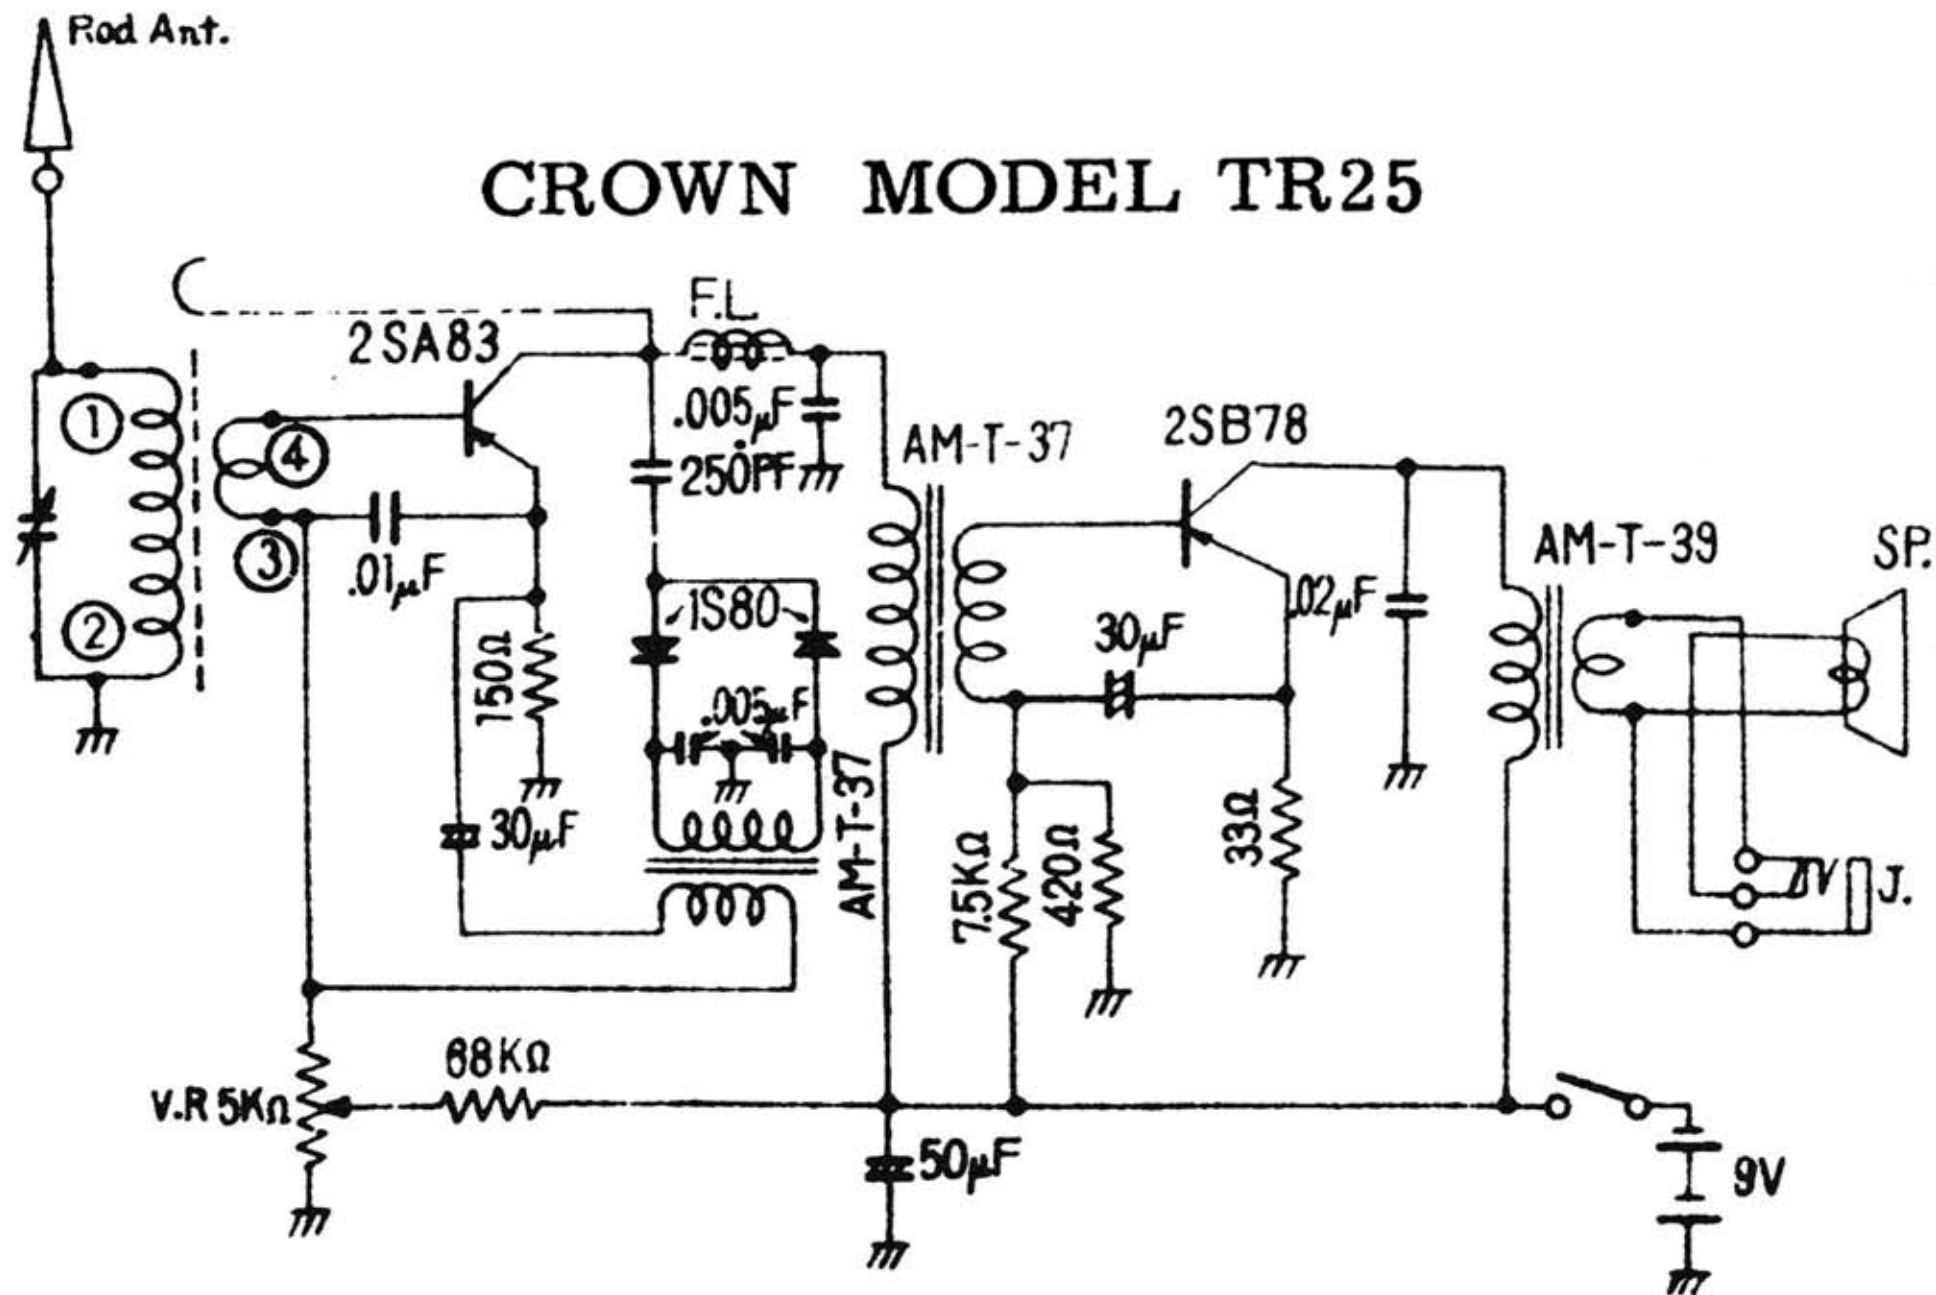 Rod Ant.
CROWN MODEL TR25
F.L.
2SA83
.005μF
250PF
AM-T-37
2SB78
AM-T-39
SP.
①
④
③
②
.01μF
1S80
150Ω
.005μF
30μF
.02μF
30μF
AM-T-37
7.5KΩ
420Ω
33Ω
J.
68KΩ
V.R 5KΩ
50μF
9V